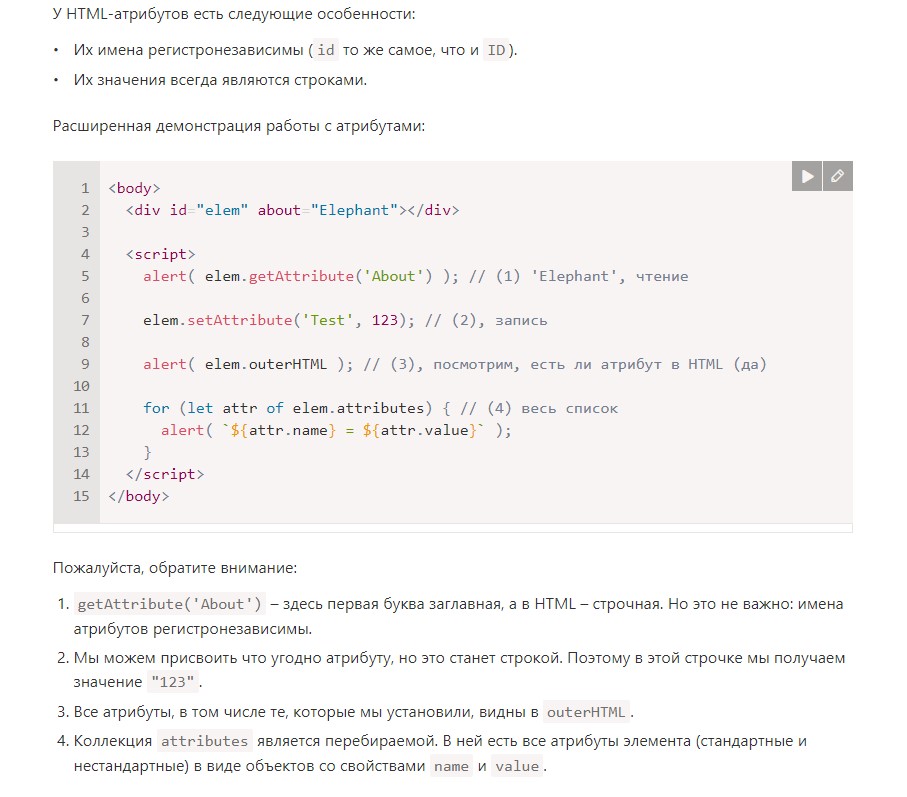 У HTML-атрибутов есть следующие особенности:
• Их имена регистронезависимы (id то же самое, что и ID).
• Их значения всегда являются строками.
Расширенная демонстрация работы с атрибутами:
1 <body>
2   <div id="elem" about="Elephant"></div>
3
4   <script>
5     alert( elem.getAttribute('About') ); // (1) 'Elephant', чтение
6
7     elem.setAttribute('Test', 123); // (2), запись
8
9     alert( elem.outerHTML ); // (3), посмотрим, есть ли атрибут в HTML (да)
10
11     for (let attr of elem.attributes) { // (4) весь список
12       alert( `${attr.name} = ${attr.value}` );
13     }
14   </script>
15 </body>
Пожалуйста, обратите внимание:
1. getAttribute('About') – здесь первая буква заглавная, а в HTML – строчная. Но это не важно: имена
атрибутов регистронезависимы.
2. Мы можем присвоить что угодно атрибуту, но это станет строкой. Поэтому в этой строчке мы получаем
значение "123".
3. Все атрибуты, в том числе те, которые мы установили, видны в outerHTML.
4. Коллекция attributes является перебираемой. В ней есть все атрибуты элемента (стандартные и
нестандартные) в виде объектов со свойствами name и value.